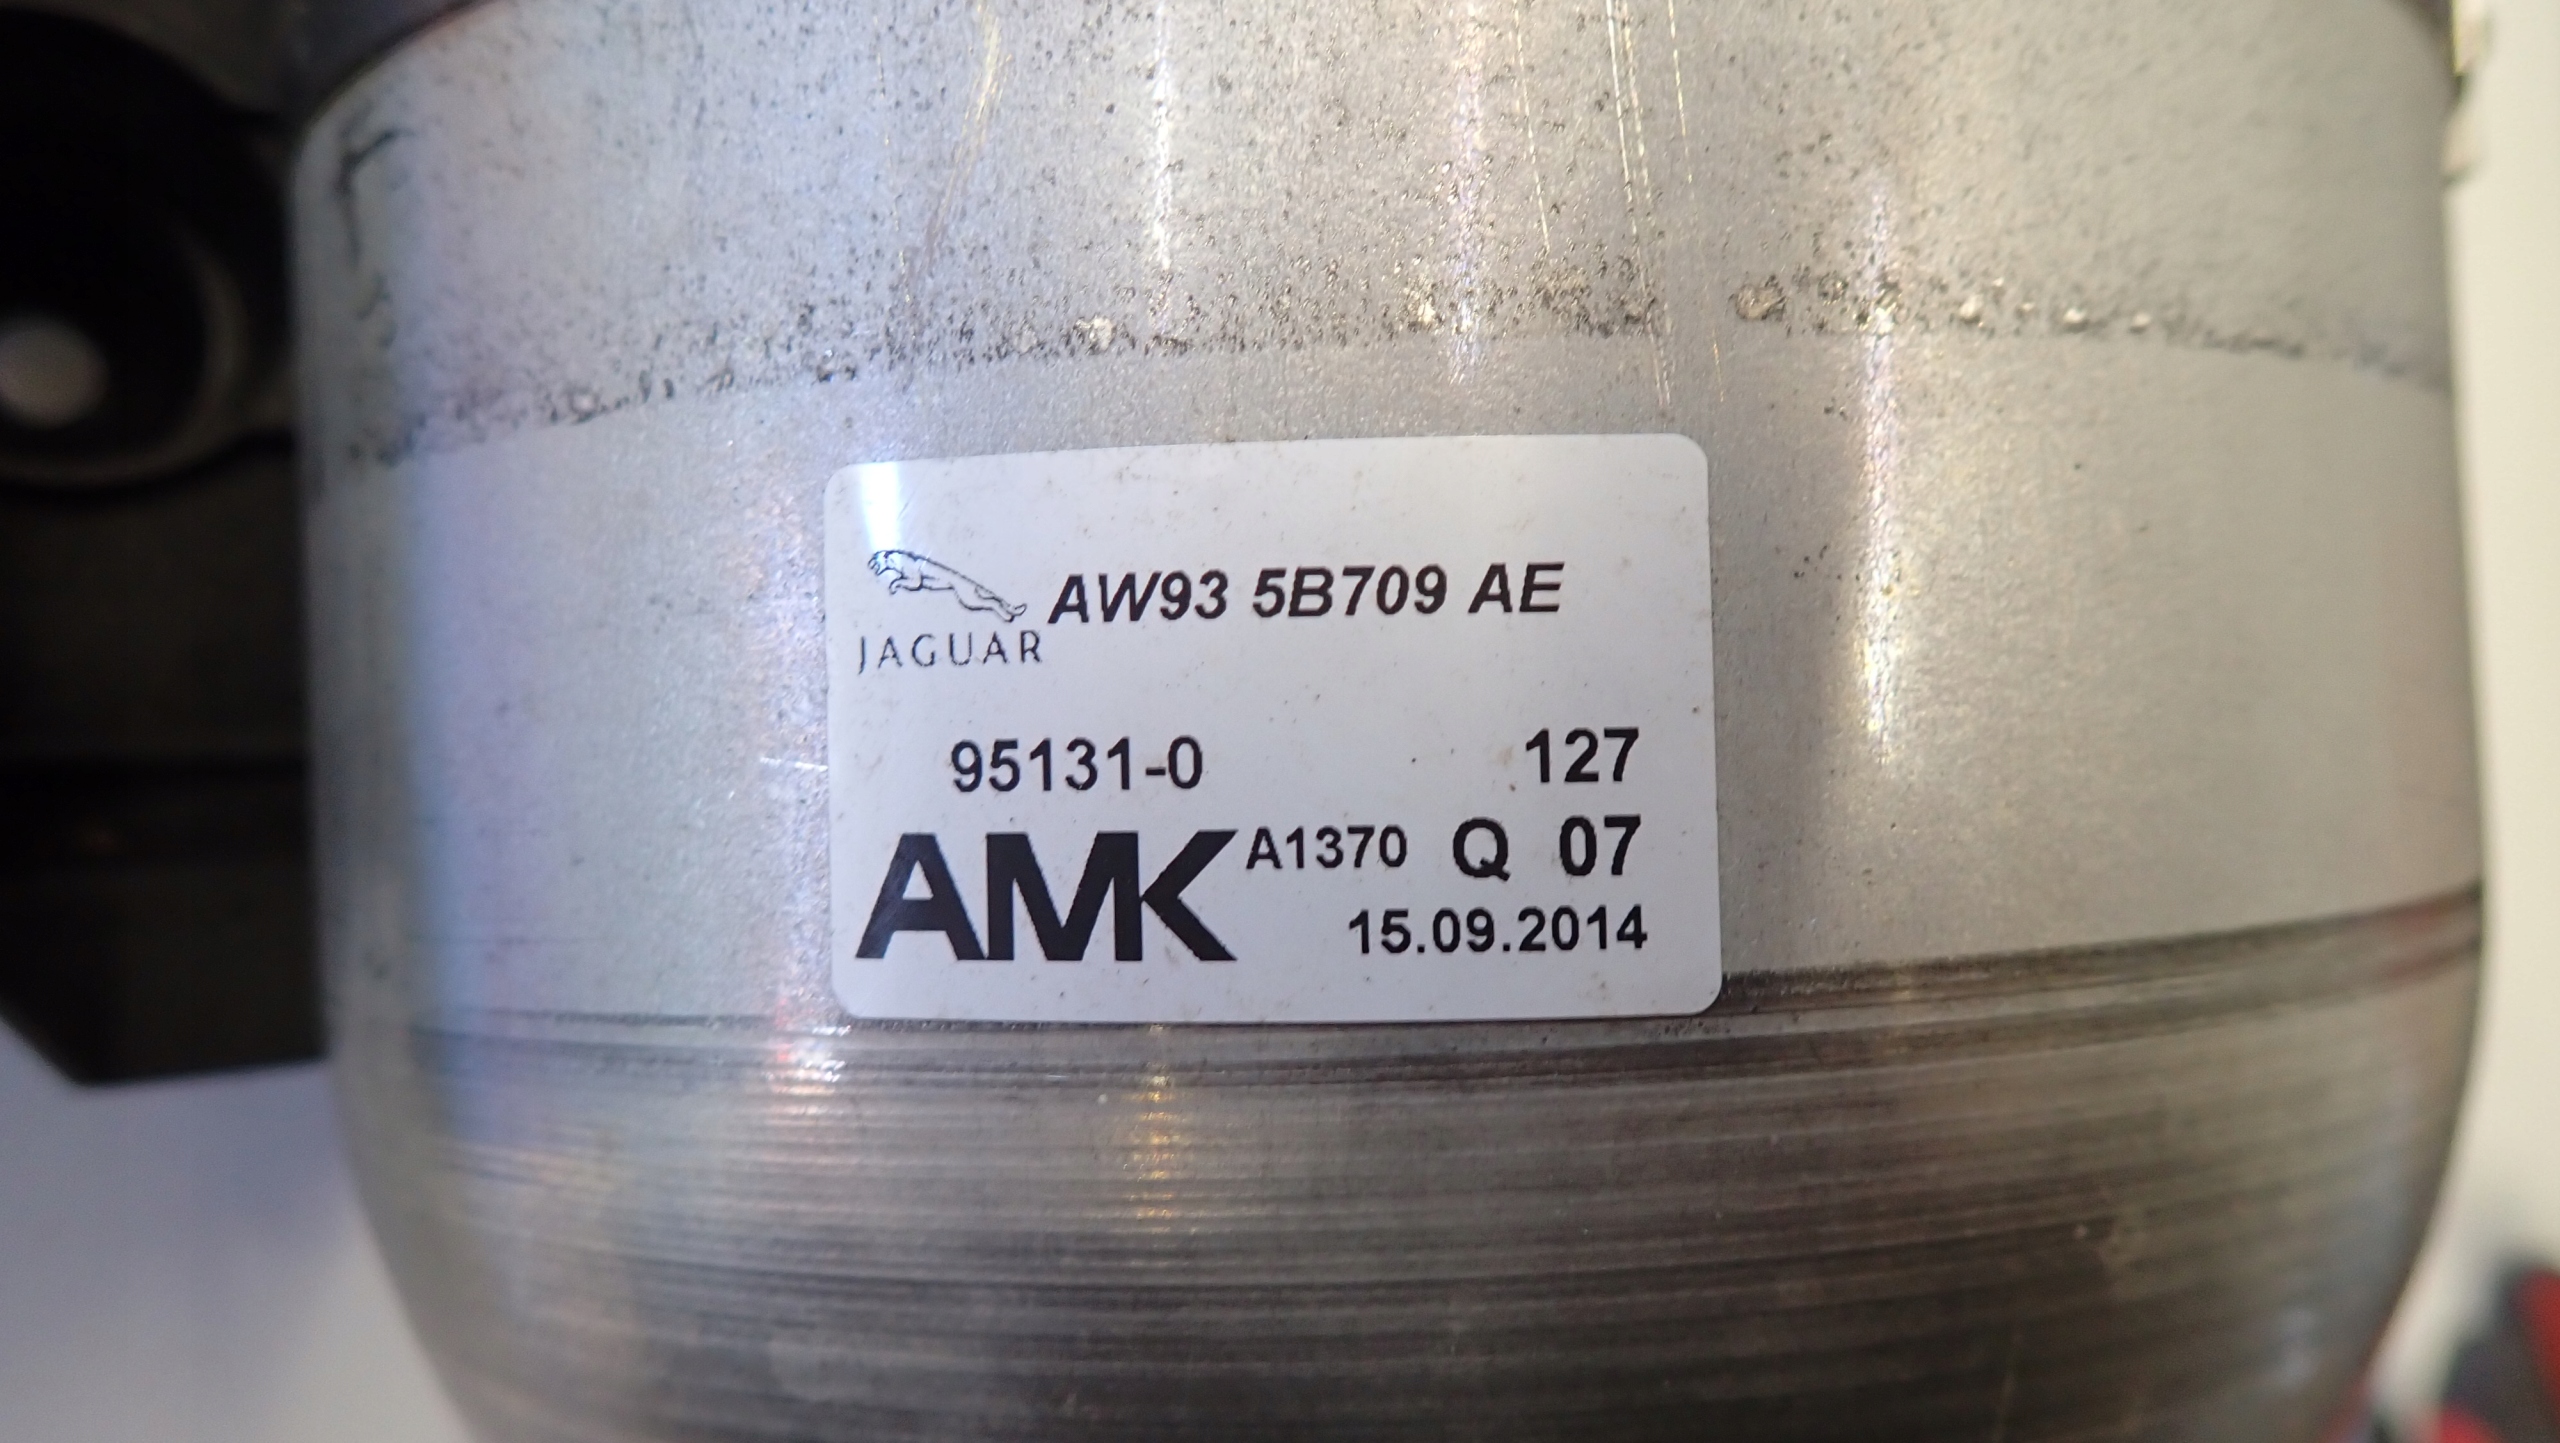 AW93 5B709 AE
JAGUAR
95131-0 127
AMK A1370 Q 07
15.09.2014